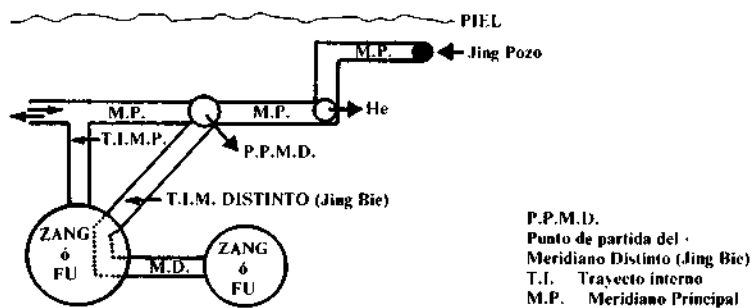 PIEL
M.P.
Jing Pozo
M.P.
M.P.
He
T.I.M.P.
P.P.M.D.
T.I.M. DISTINTO (Jing Bie)
ZANG
ó
FU
M.D.
ZANG
ó
FU
P.P.M.D.
Punto de partida del
Meridiano Distinto (Jing Bie)
T.I. Trayecto interno
M.P. Meridiano Principal